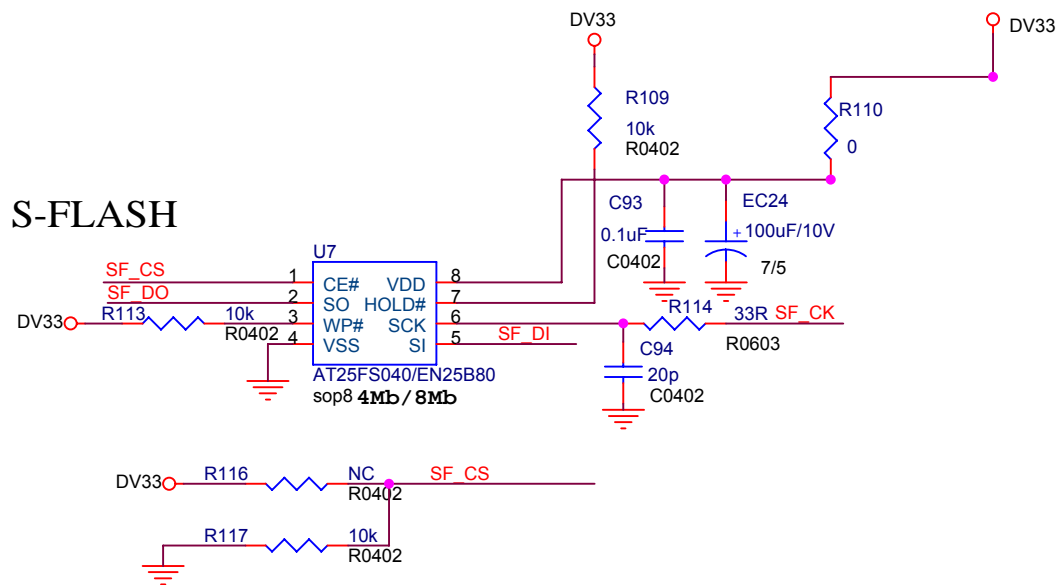 DV33
DV33
R109
10k
R0402
R110
0
S-FLASH
C93
0.1uF
C0402
EC24
+
100uF/10V
7/5
U7
SF_CS
1
CE#
VDD
8
SF_DO
2
SO
HOLD#
7
DV33
R113
10k
R0402
3
WP#
SCK
6
R114
33R
SF_CK
R0603
4
VSS
SI
5
SF_DI
C94
20p
C0402
AT25FS040/EN25B80
sop8 4Mb/8Mb
DV33
R116
NC
R0402
SF_CS
R117
10k
R0402